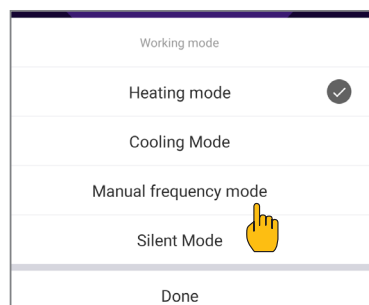 Working mode
Heating mode
Cooling Mode
Manual frequency mode
Silent Mode
Done